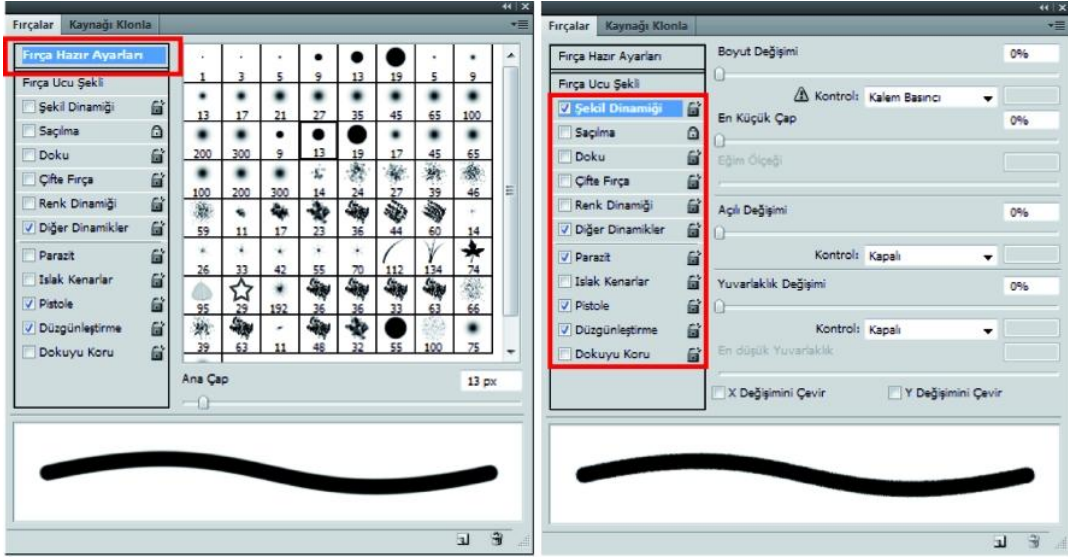 Fırçalar Kaynağı Klonla
Fırça Hazır Ayarları
Fırça Ucu Şekli
Şekil Dinamiği
Saçılma
Doku
Çifte Fırça
Renk Dinamiği
Diğer Dinamikler
Parazit
Islak Kenarlar
Pistole
Düzgünleştirme
Dokuyu Koru
1 3 5 9 13 19 5 9
13 17 21 27 35 45 65 100
200 300 9 13 19 17 45 65
100 200 300 14 24 27 39 46
59 11 17 23 36 44 60 14
26 33 42 55 70 112 134 74
95 29 192 36 36 33 63 66
39 63 11 48 32 55 100 75
Ana Çap 13 px
Fırçalar Kaynağı Klonla
Fırça Hazır Ayarları
Fırça Ucu Şekli
Şekil Dinamiği
Saçılma
Doku
Çifte Fırça
Renk Dinamiği
Diğer Dinamikler
Parazit
Islak Kenarlar
Pistole
Düzgünleştirme
Dokuyu Koru
Boyut Değişimi 0%
Kontrol: Kalem Basıncı
En Küçük Çap 0%
Eğim Ölçeği
Açılı Değişimi 0%
Kontrol: Kapalı
Yuvarlaklık Değişimi 0%
Kontrol: Kapalı
En düşük Yuvarlaklık
X Değişimini Çevir Y Değişimini Çevir